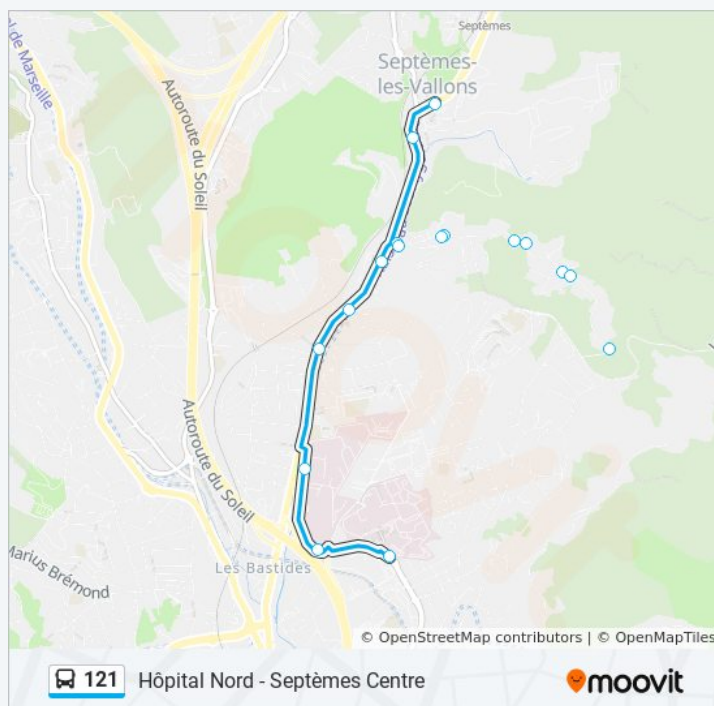 Septèmes
Septèmes-
les-Vallons
al de Marseille
Autoroute du Soleil
Autoroute du Soleil
Les Bastides
Marius Brémond
© OpenStreetMap contributors | © OpenMapTiles
121 Hôpital Nord - Septèmes Centre moovit